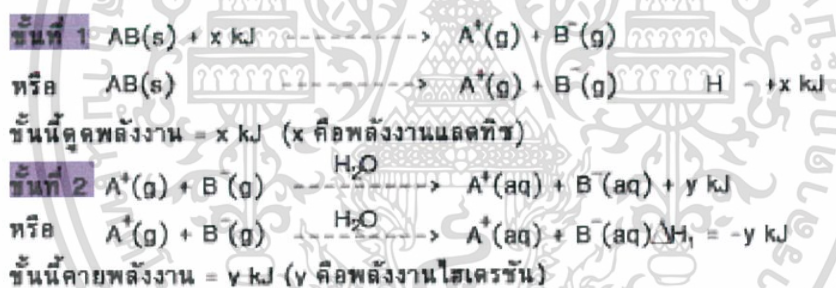 ขั้นที่ 1 AB(s) + x kJ -----------> A⁺(g) + B⁻(g)
หรือ AB(s) -----------> A⁺(g) + B⁻(g) H - +x kJ
ขั้นนี้ดูดพลังงาน = x kJ (x คือพลังงานแลตทิซ)
ขั้นที่ 2 A⁺(g) + B⁻(g) ---H₂O---> A⁺(aq) + B⁻(aq) + y kJ
หรือ A⁺(g) + B⁻(g) ---H₂O---> A⁺(aq) + B⁻(aq)ΔH₁ = -y kJ
ขั้นนี้คายพลังงาน = y kJ (y คือพลังงานไฮเดรชัน)